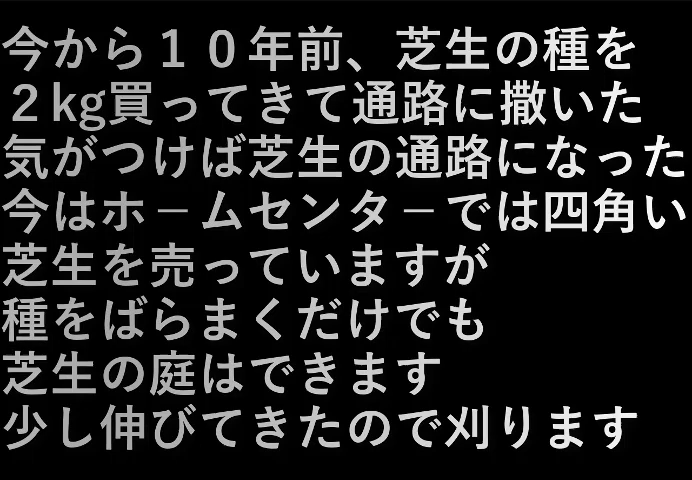 今から１０年前、芝生の種を
２kg買ってきて通路に撒いた
気がつけば芝生の通路になった
今はホ－ムセンタ－では四角い
芝生を売っていますが
種をばらまくだけでも
芝生の庭はできます
少し伸びてきたので刈ります